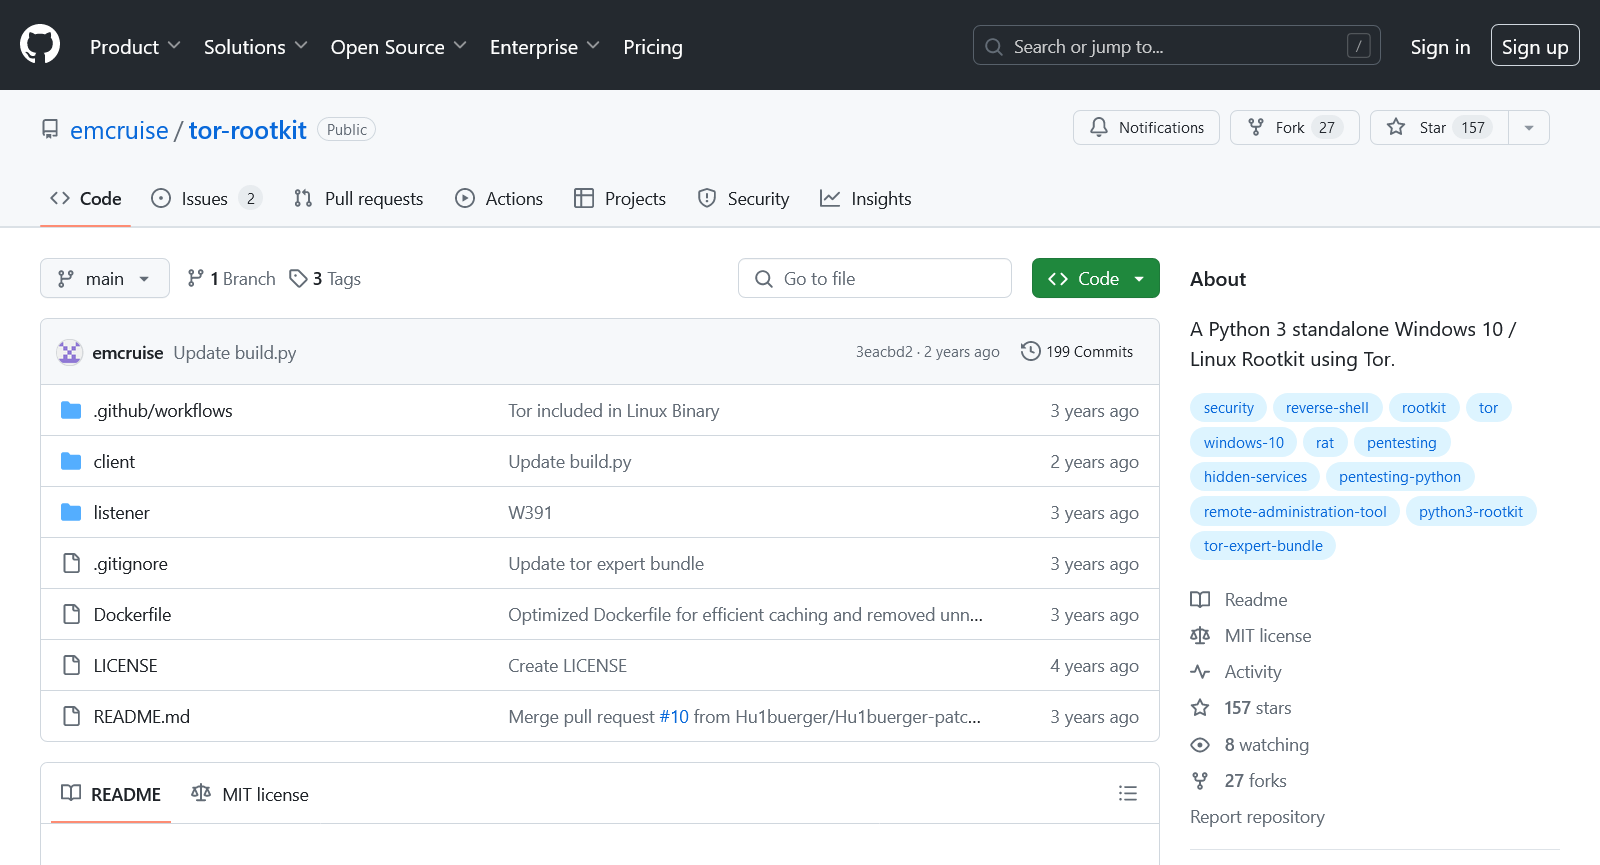 Product Solutions Open Source Enterprise Pricing Search or jump to... / Sign in Sign up
emcruise / tor-rootkit Public Notifications Fork 27 Star 157
Code Issues 2 Pull requests Actions Projects Security Insights
main 1 Branch 3 Tags Go to file Code
emcruise Update build.py 3eacbd2 · 2 years ago 199 Commits
.github/workflows Tor included in Linux Binary 3 years ago
client Update build.py 2 years ago
listener W391 3 years ago
.gitignore Update tor expert bundle 3 years ago
Dockerfile Optimized Dockerfile for efficient caching and removed unn... 3 years ago
LICENSE Create LICENSE 4 years ago
README.md Merge pull request #10 from Hu1buerger/Hu1buerger-patc... 3 years ago
README MIT license
About
A Python 3 standalone Windows 10 /
Linux Rootkit using Tor.
security reverse-shell rootkit tor
windows-10 rat pentesting
hidden-services pentesting-python
remote-administration-tool python3-rootkit
tor-expert-bundle
Readme
MIT license
Activity
157 stars
8 watching
27 forks
Report repository